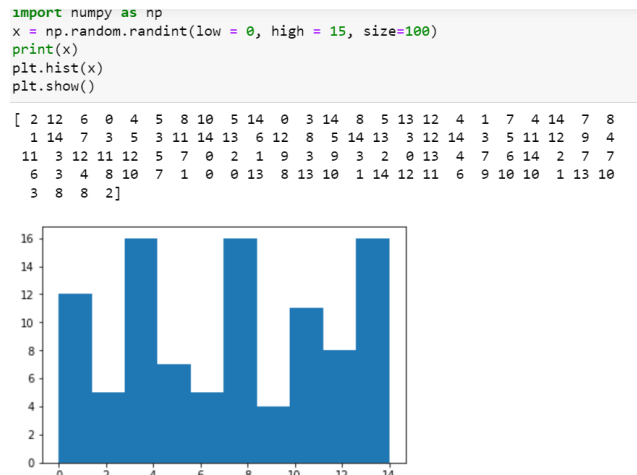 import numpy as np
x = np.random.randint(low = 0, high = 15, size=100)
print(x)
plt.hist(x)
plt.show()
[ 2 12  6  0  4  5  8 10  5 14  0  3 14  8  5 13 12  4  1  7  4 14  7  8
  1 14  7  3  5  3 11 14 13  6 12  8  5 14 13  3 12 14  3  5 11 12  9  4
 11  3 12 11 12  5  7  0  2  1  9  3  9  3  2  0 13  4  7  6 14  2  7  7
  6  3  4  8 10  7  1  0  0 13  8 13 10  1 14 12 11  6  9 10 10  1 13 10
  3  8  8  2]
16
14
12
10
8
6
4
2
0
0 2 4 6 8 10 12 14